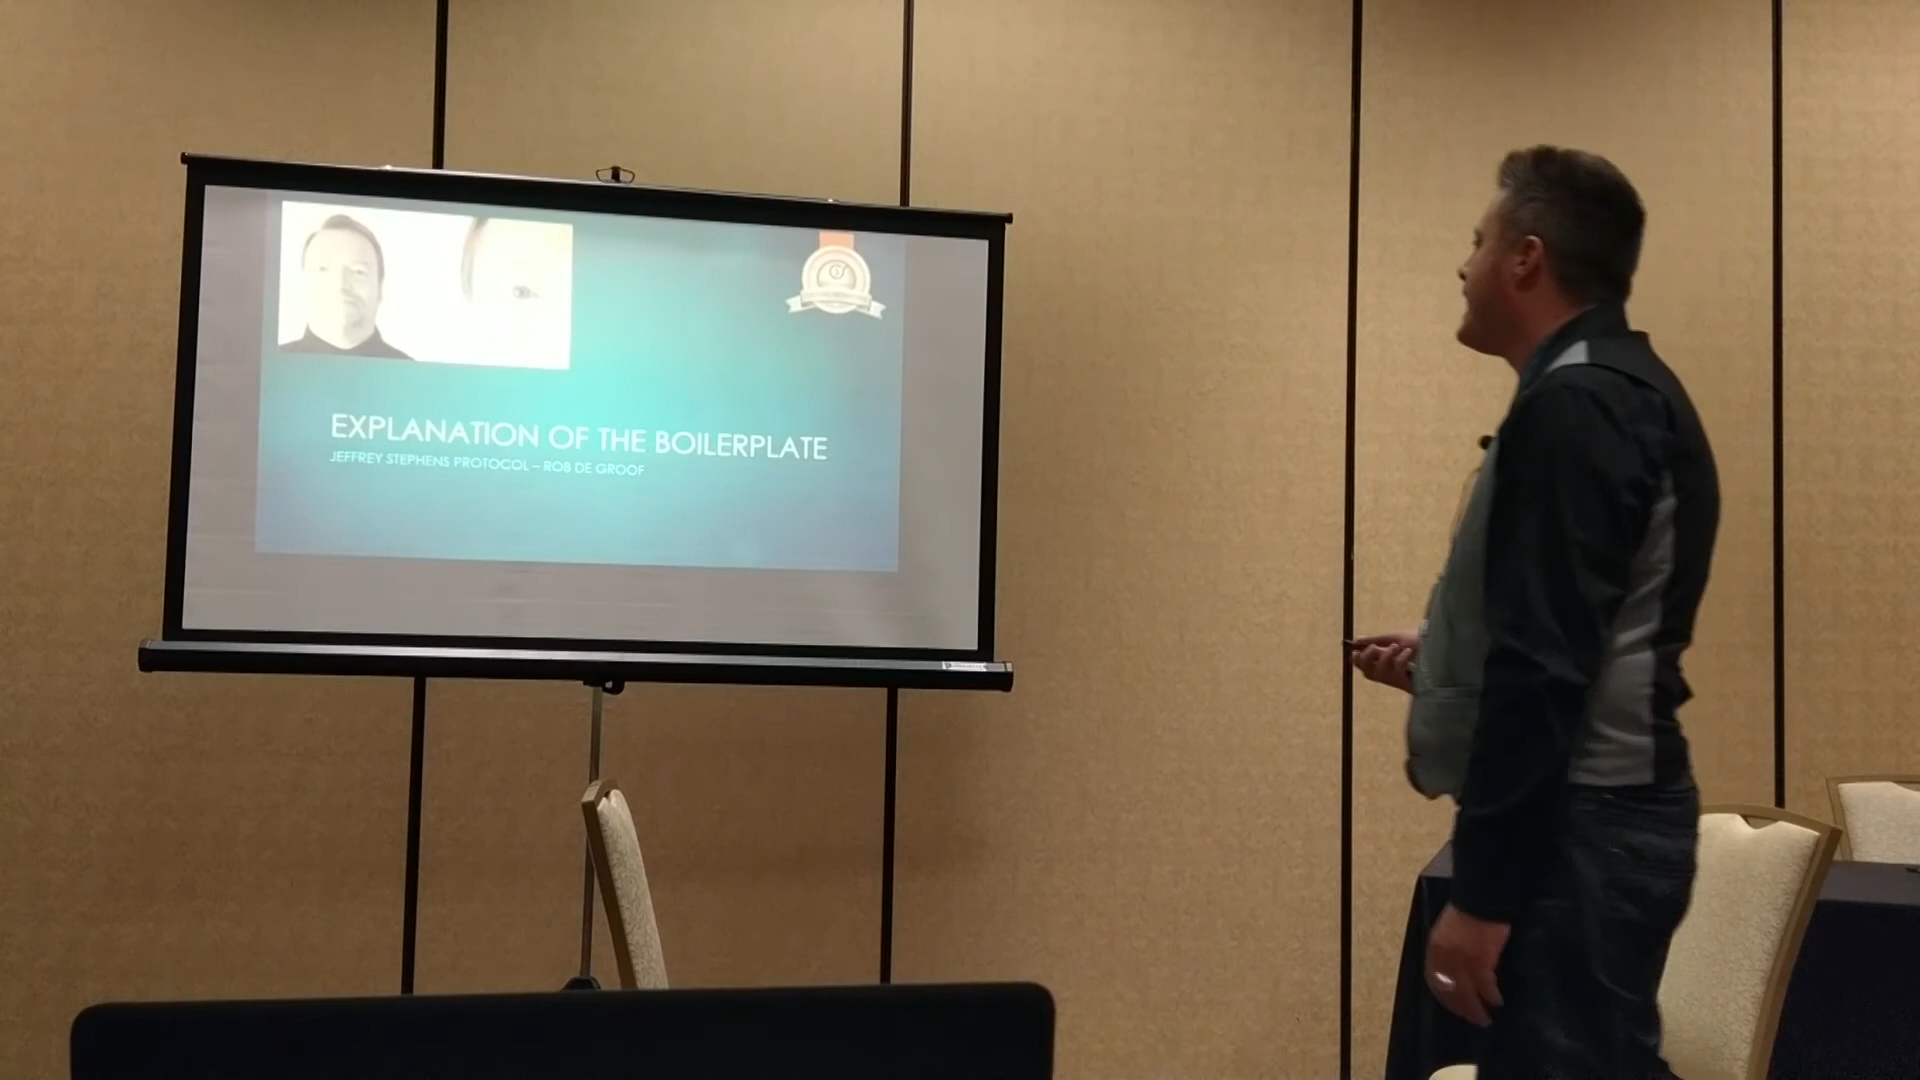 EXPLANATION OF THE BOILERPLATE
JEFFREY STEPHENS PROTOCOL – ROB DE GROOF